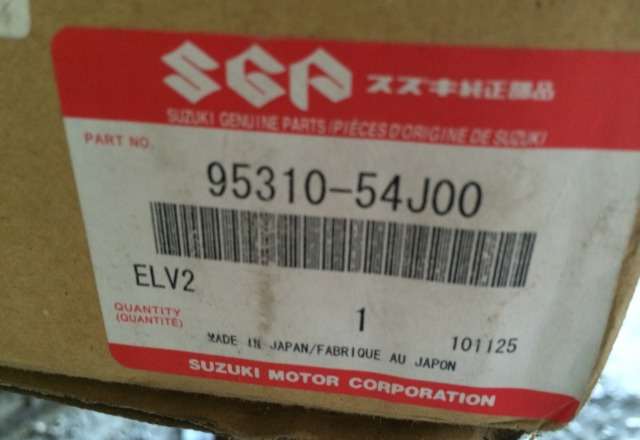 SGP スズキ純正部品
SUZUKI GENUINE PARTS (PIÈCES D'ORIGINE DE SUZUKI)
PART NO.
95310-54J00
ELV2
QUANTITY 1
(QUANTITÉ)
MADE IN JAPAN/FABRIQUE AU JAPON 101125
SUZUKI MOTOR CORPORATION